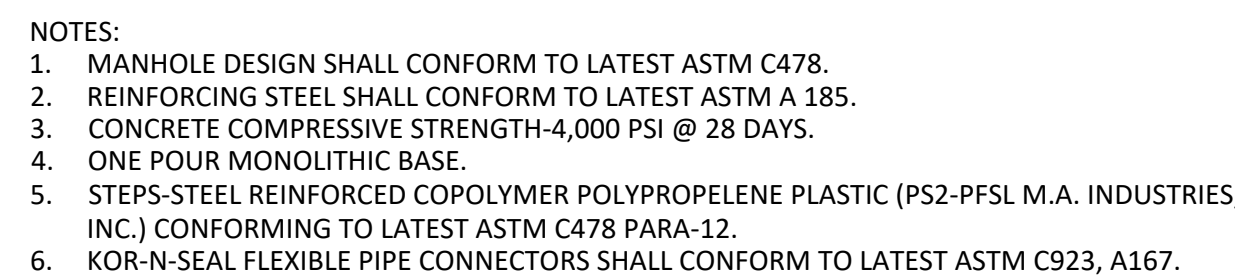 NOTES:
1. MANHOLE DESIGN SHALL CONFORM TO LATEST ASTM C478.
2. REINFORCING STEEL SHALL CONFORM TO LATEST ASTM A 185.
3. CONCRETE COMPRESSIVE STRENGTH-4,000 PSI @ 28 DAYS.
4. ONE POUR MONOLITHIC BASE.
5. STEPS-STEEL REINFORCED COPOLYMER POLYPROPELENE PLASTIC (PS2-PFSL M.A. INDUSTRIES,
INC.) CONFORMING TO LATEST ASTM C478 PARA-12.
6. KOR-N-SEAL FLEXIBLE PIPE CONNECTORS SHALL CONFORM TO LATEST ASTM C923, A167.